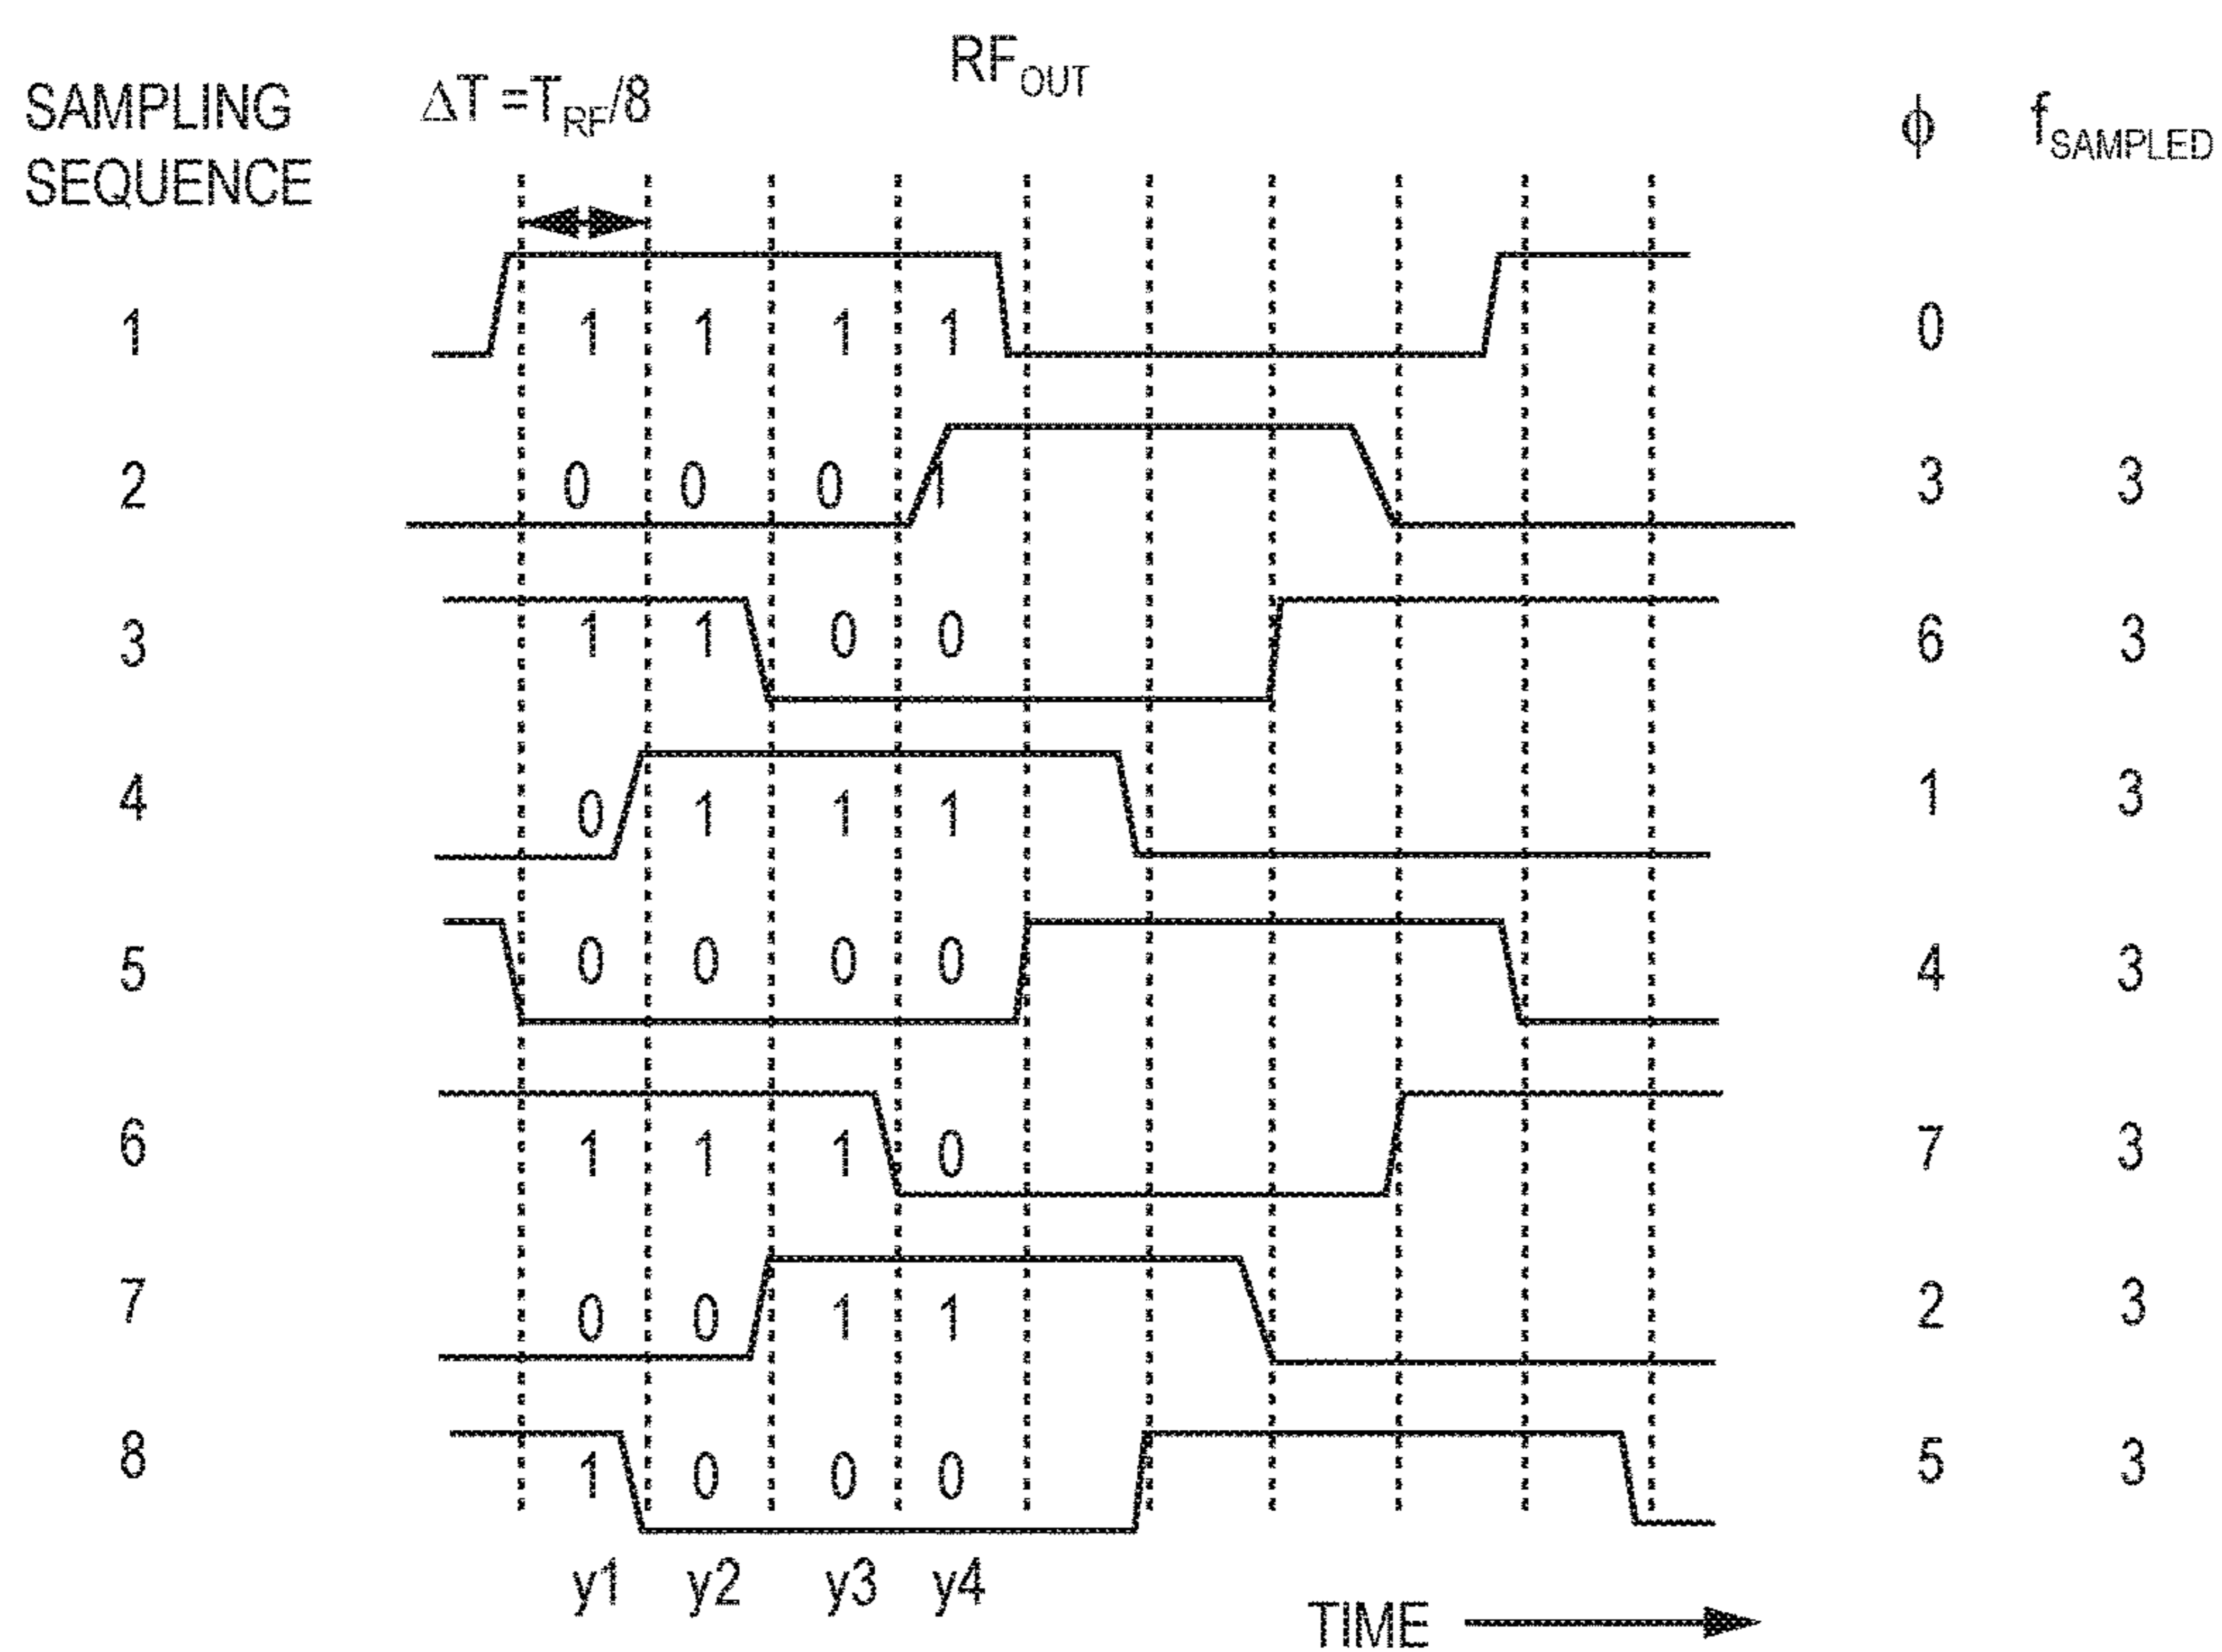 SAMPLING SEQUENCE ΔT =T_RF/8 RF_OUT ϕ f_SAMPLED
1 1 1 1 1 0
2 0 0 0 1 3 3
3 1 1 0 0 6 3
4 0 1 1 1 1 3
5 0 0 0 0 4 3
6 1 1 1 0 7 3
7 0 0 1 1 2 3
8 1 0 0 0 5 3
y1 y2 y3 y4
TIME